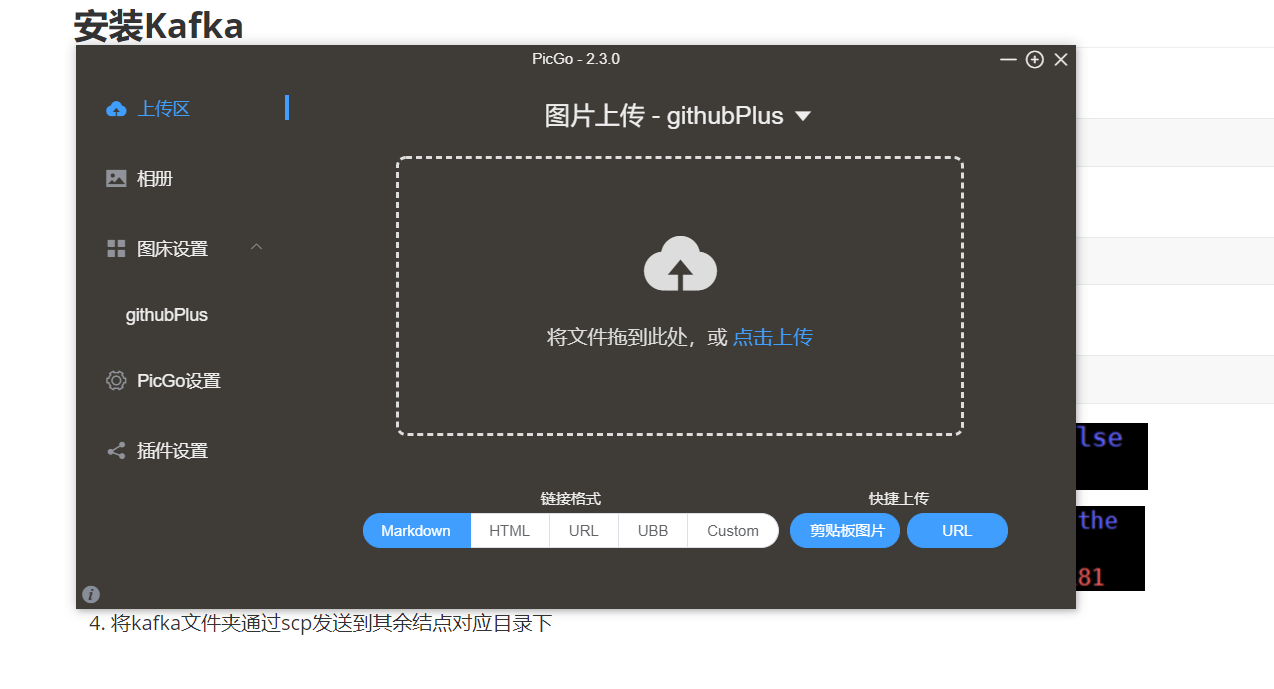 安装Kafka
PicGo - 2.3.0
上传区
相册
图床设置
githubPlus
PicGo设置
插件设置
图片上传 - githubPlus
将文件拖到此处，或 点击上传
链接格式
Markdown HTML URL UBB Custom
快捷上传
剪贴板图片 URL
lse
the
81
4. 将kafka文件夹通过scp发送到其余结点对应目录下